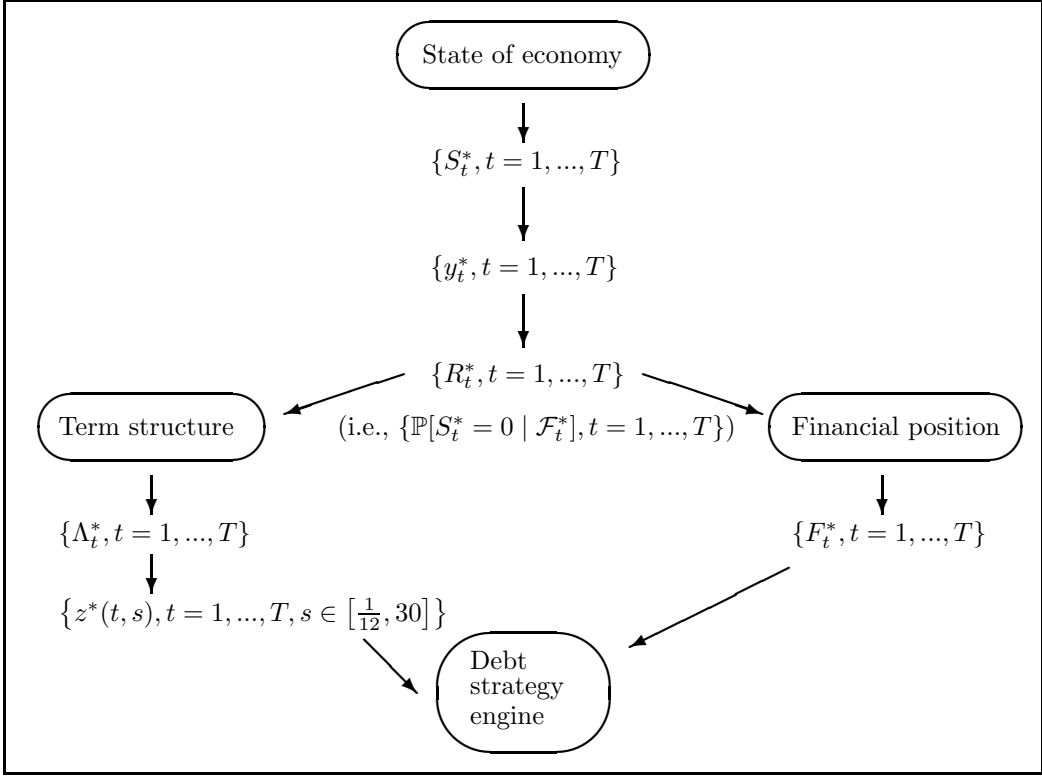 State of economy
{S*_t, t = 1, ..., T}
{y*_t, t = 1, ..., T}
{R*_t, t = 1, ..., T}
(i.e., {ℙ[S*_t = 0 | ℱ*_t], t = 1, ..., T})
Term structure
Financial position
{Λ*_t, t = 1, ..., T}
{F*_t, t = 1, ..., T}
{z*(t, s), t = 1, ..., T, s ∈ [1/12, 30]}
Debt
strategy
engine